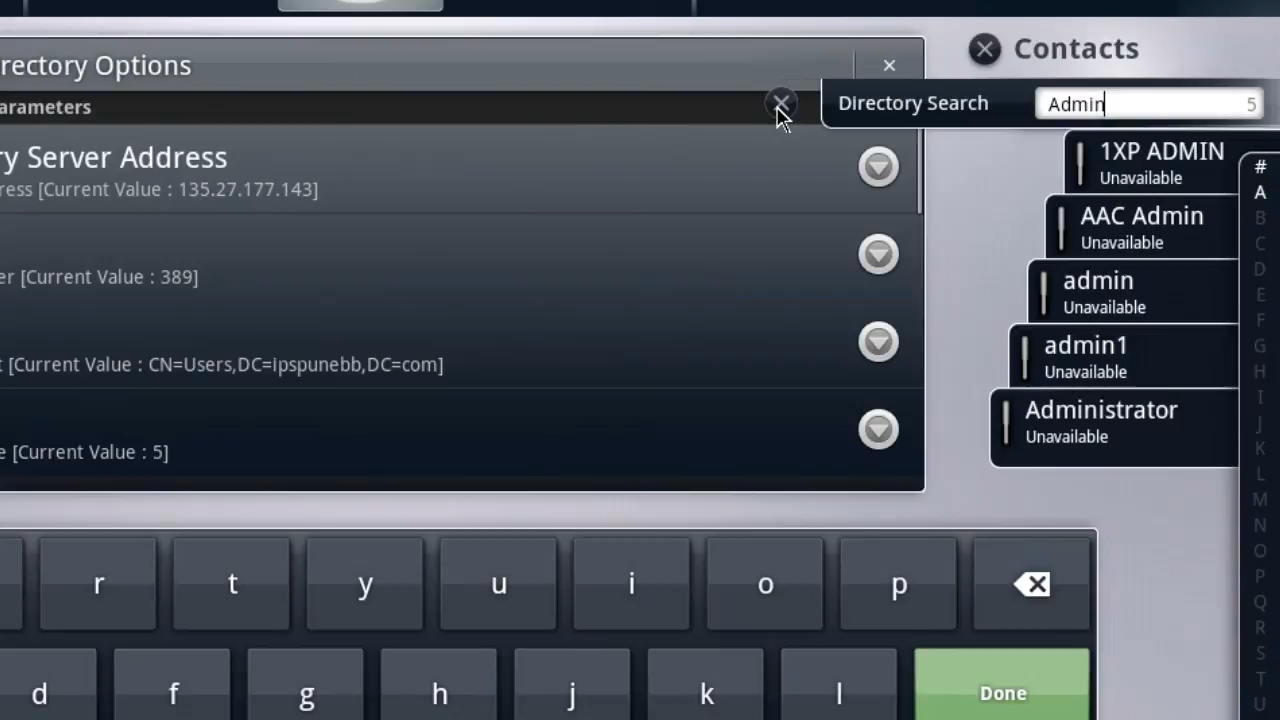 rectory Options
×
Contacts
arameters
Directory Search
Admin
5
ry Server Address
ress [Current Value : 135.27.177.143]
er [Current Value : 389]
t [Current Value : CN=Users,DC=ipspunebb,DC=com]
e [Current Value : 5]
1XP ADMIN
Unavailable
AAC Admin
Unavailable
admin
Unavailable
admin1
Unavailable
Administrator
Unavailable
#
A
B
C
D
E
F
G
H
I
J
K
L
M
N
O
P
Q
R
S
T
U
r t y u i o p
d f g h j k l Done